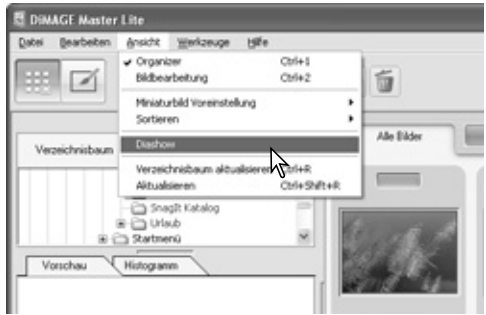 DiMAGE Master Lite
Datei Bearbeiten Ansicht Werkzeuge Hilfe
Organizer Ctrl+1
Bildbearbeitung Ctrl+2
Miniaturbild Voreinstellung
Sortieren
Diashow
Verzeichnisbaum aktualisieren Ctrl+R
Aktualisieren Ctrl+Shift+R
Verzeichnisbaum
Alle Bilder
SnagIt Katalog
Urlaub
Startmenü
Vorschau Histogramm